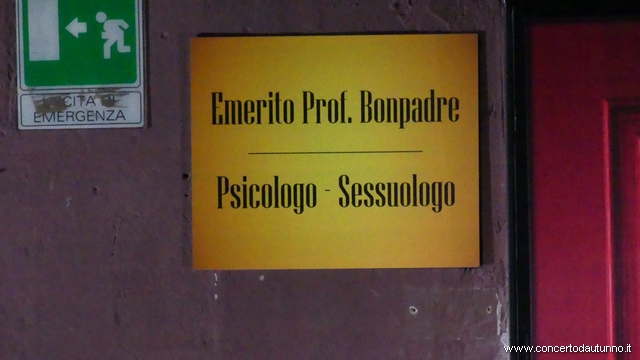 USCITA DI
EMERGENZA
Emerito Prof. Bonpadre
Psicologo - Sessuologo
www.concertodautunno.it